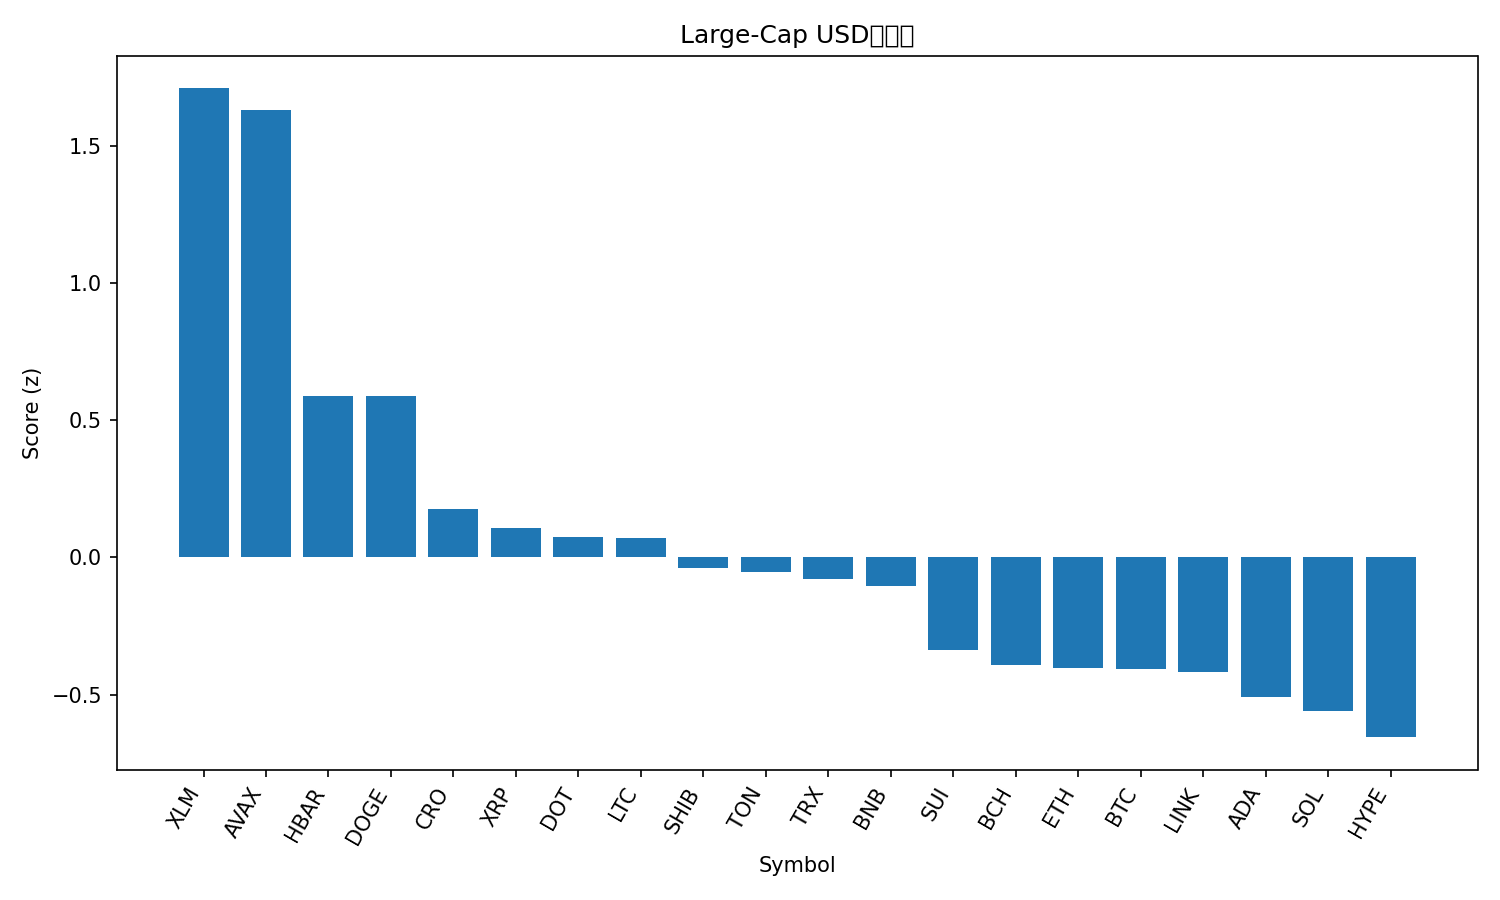 Large-Cap USD
Score (z)
1.5
1.0
0.5
0.0
−0.5
XLM
AVAX
HBAR
DOGE
CRO
XRP
DOT
LTC
SHIB
TON
TRX
BNB
SUI
BCH
ETH
BTC
LINK
ADA
SOL
HYPE
Symbol